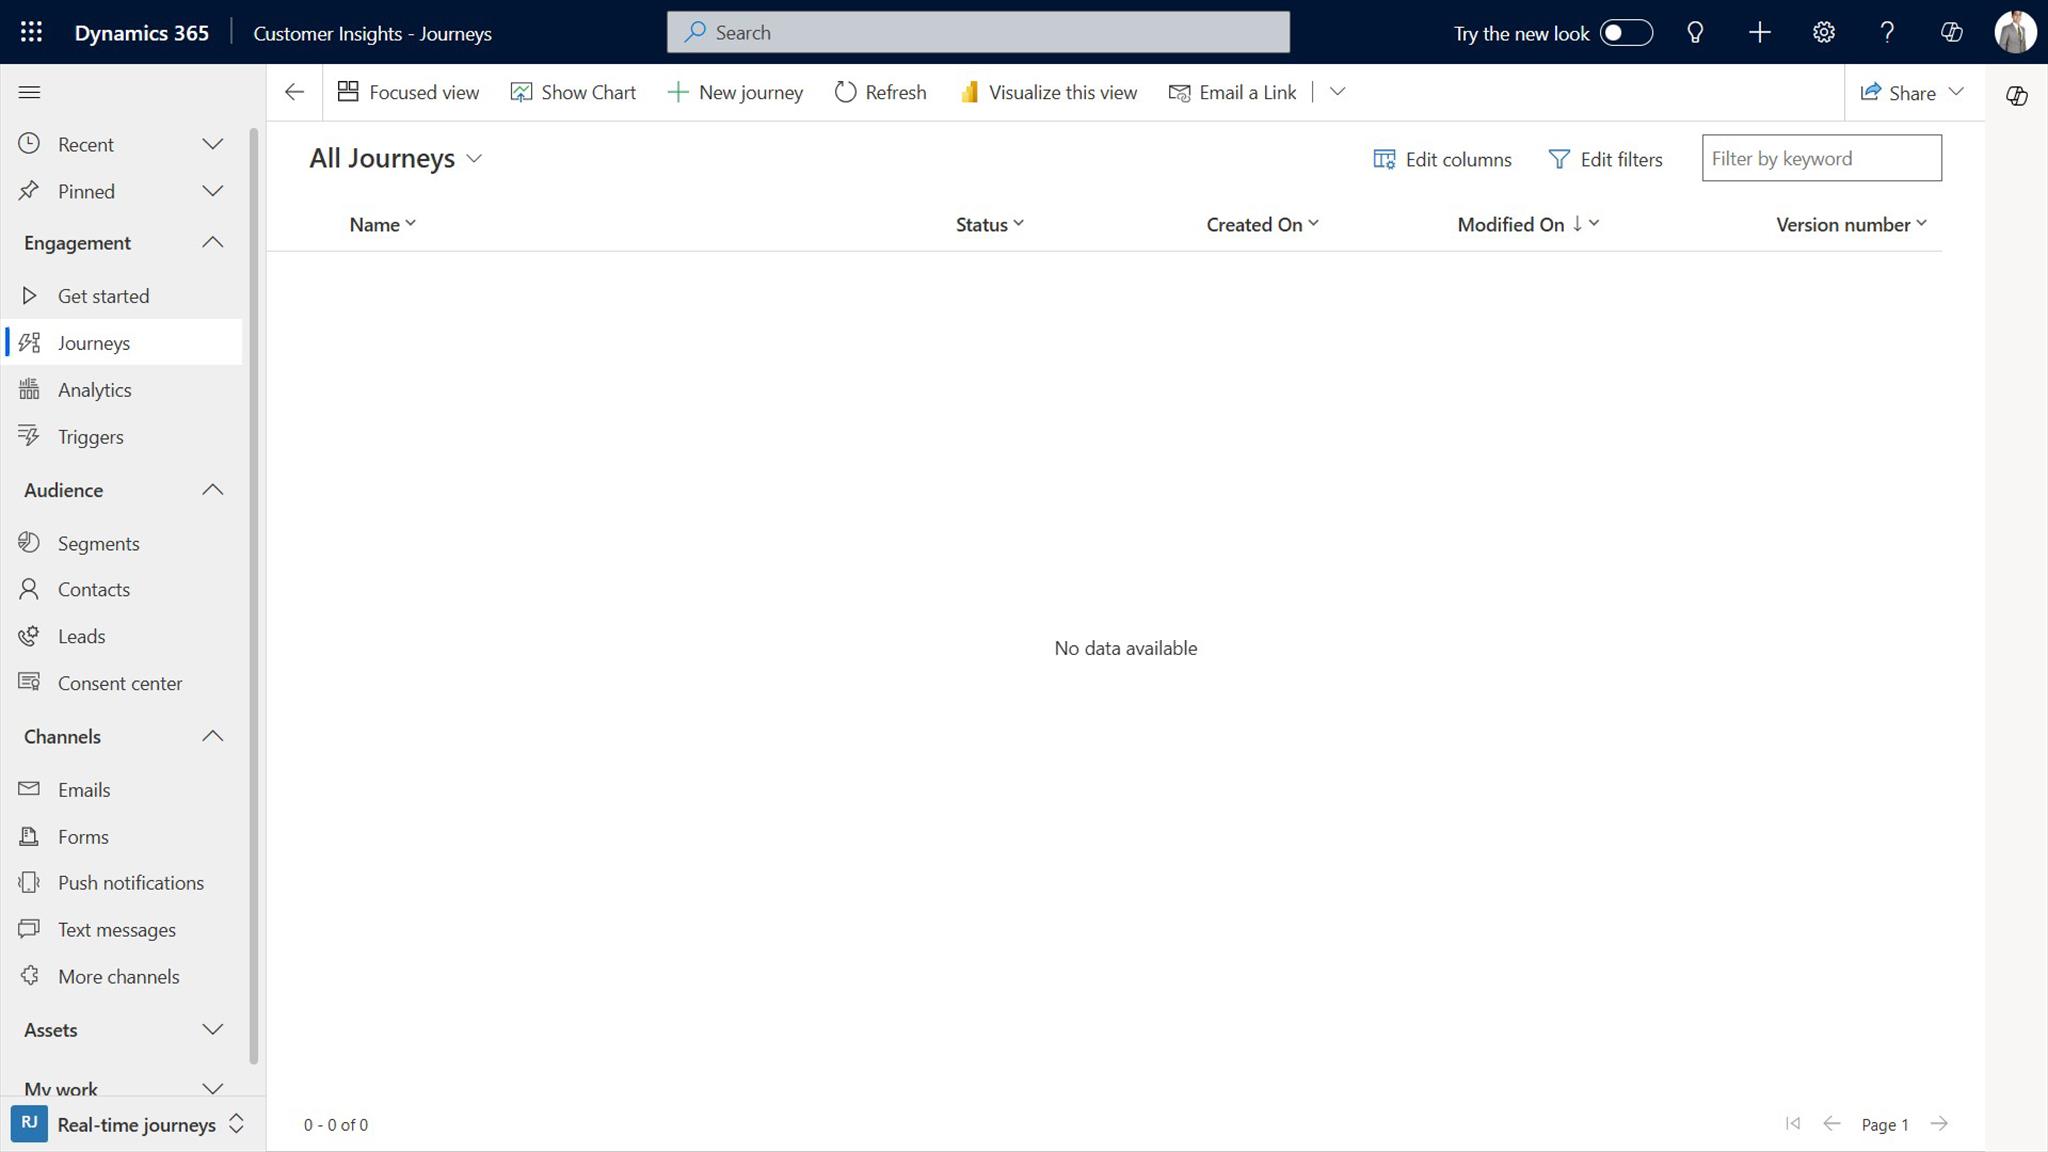 Dynamics 365
Customer Insights - Journeys
Search
Try the new look
Focused view
Show Chart
New journey
Refresh
Visualize this view
Email a Link
Share
Recent
Pinned
Engagement
Get started
Journeys
Analytics
Triggers
Audience
Segments
Contacts
Leads
Consent center
Channels
Emails
Forms
Push notifications
Text messages
More channels
Assets
My work
RJ Real-time journeys
All Journeys
Edit columns
Edit filters
Filter by keyword
Name Status Created On Modified On Version number
No data available
0 - 0 of 0
Page 1